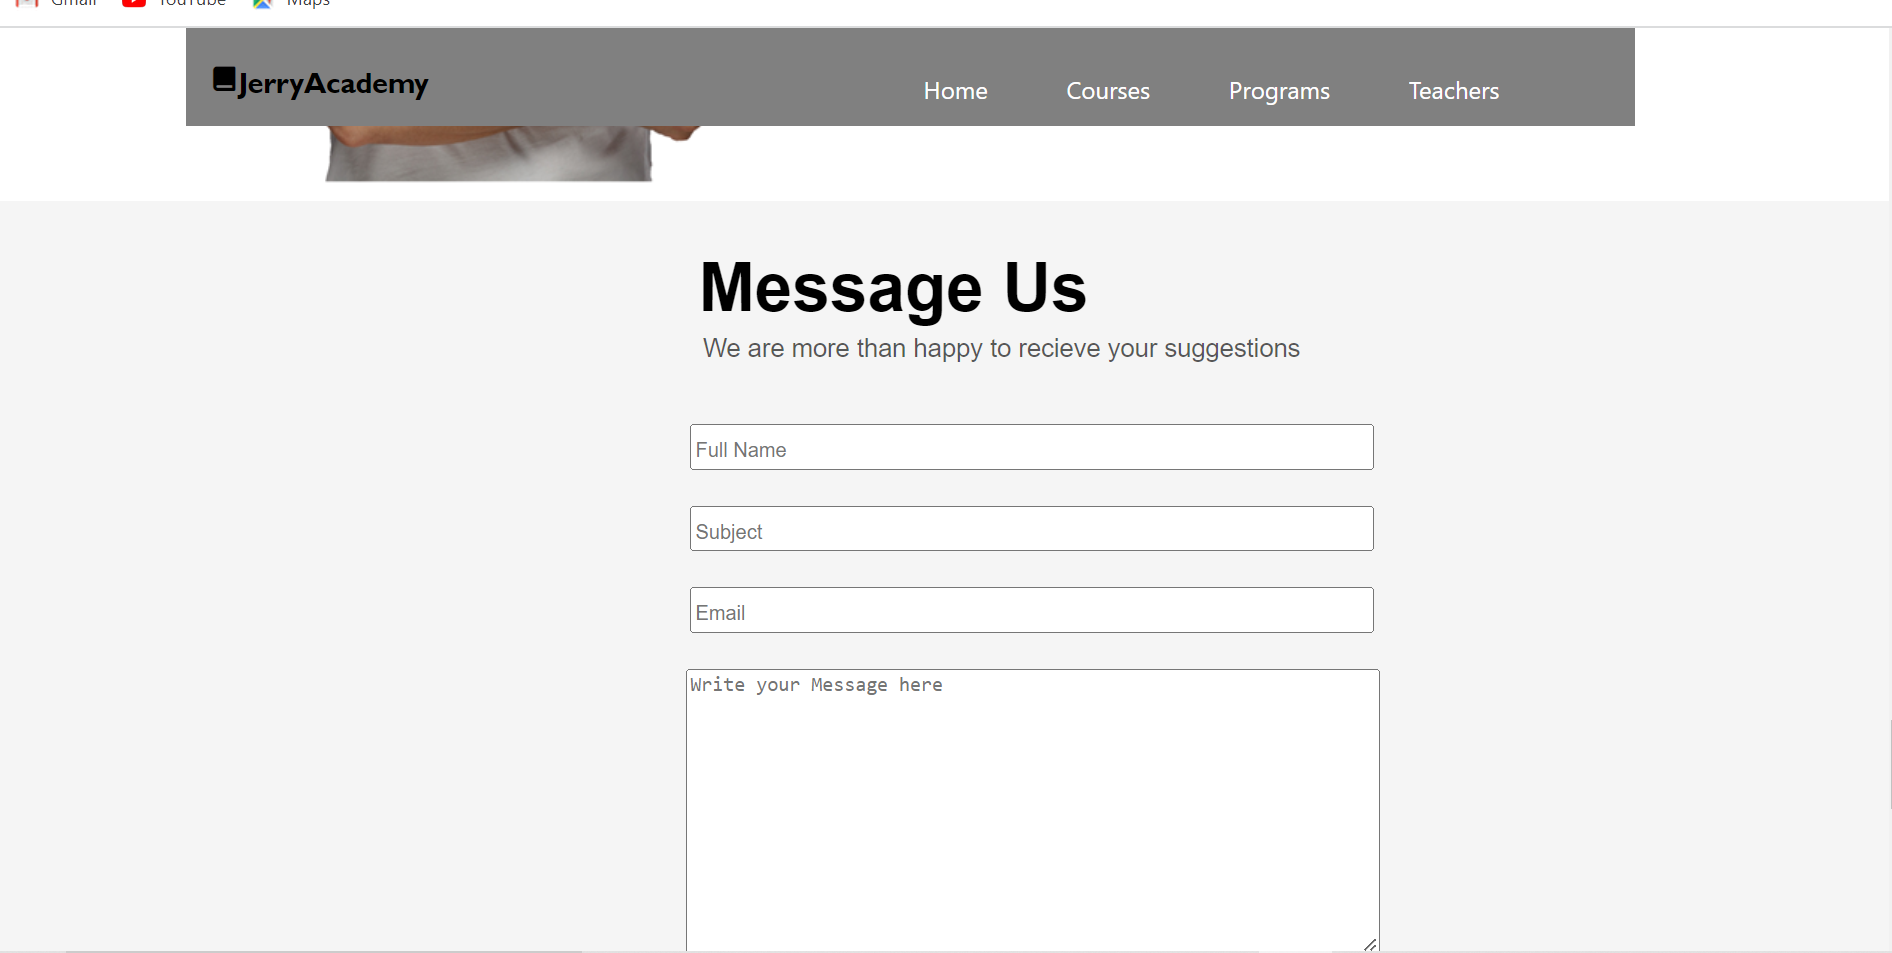 Gmail YouTube Maps
JerryAcademy Home Courses Programs Teachers
Message Us
We are more than happy to recieve your suggestions
Full Name
Subject
Email
Write your Message here